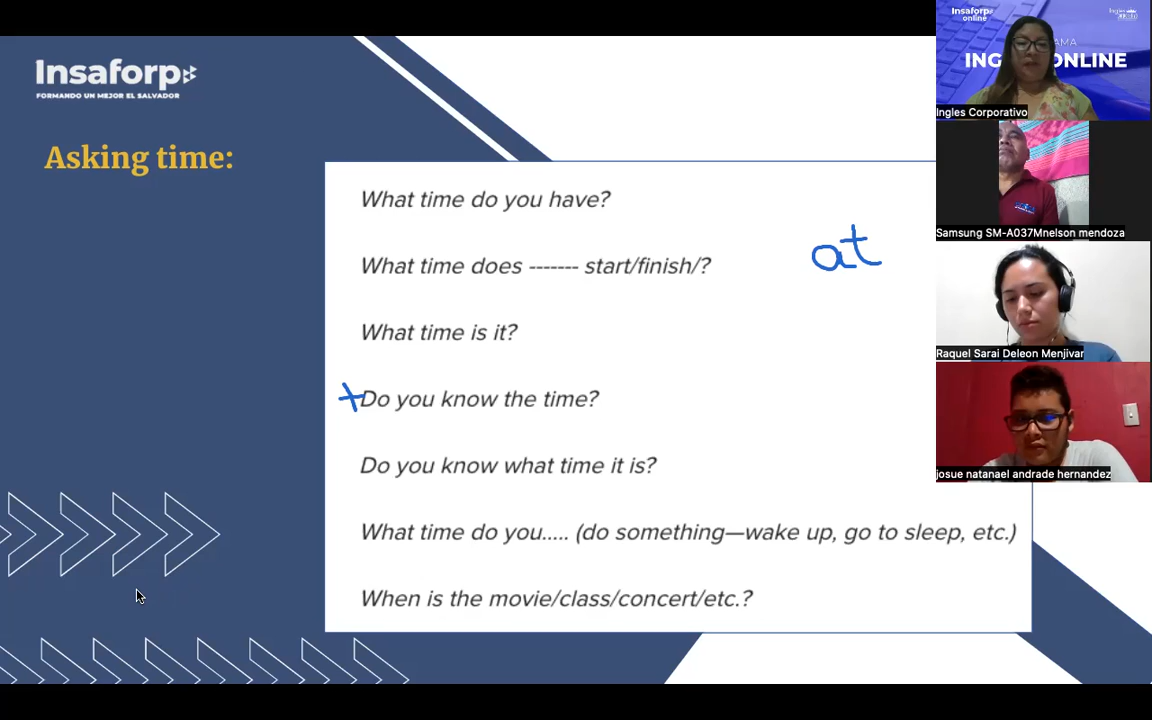 Insaforp
FORMANDO UN MEJOR EL SALVADOR
Asking time:
What time do you have?
What time does ------- start/finish/?
at
What time is it?
+Do you know the time?
Do you know what time it is?
What time do you..... (do something—wake up, go to sleep, etc.)
When is the movie/class/concert/etc.?
Insaforp
online
AMA
ING ONLINE
Ingles Corporativo
Samsung SM-A037Mnelson mendoza
Raquel Sarai Deleon Menjivar
josue natanael andrade hernandez